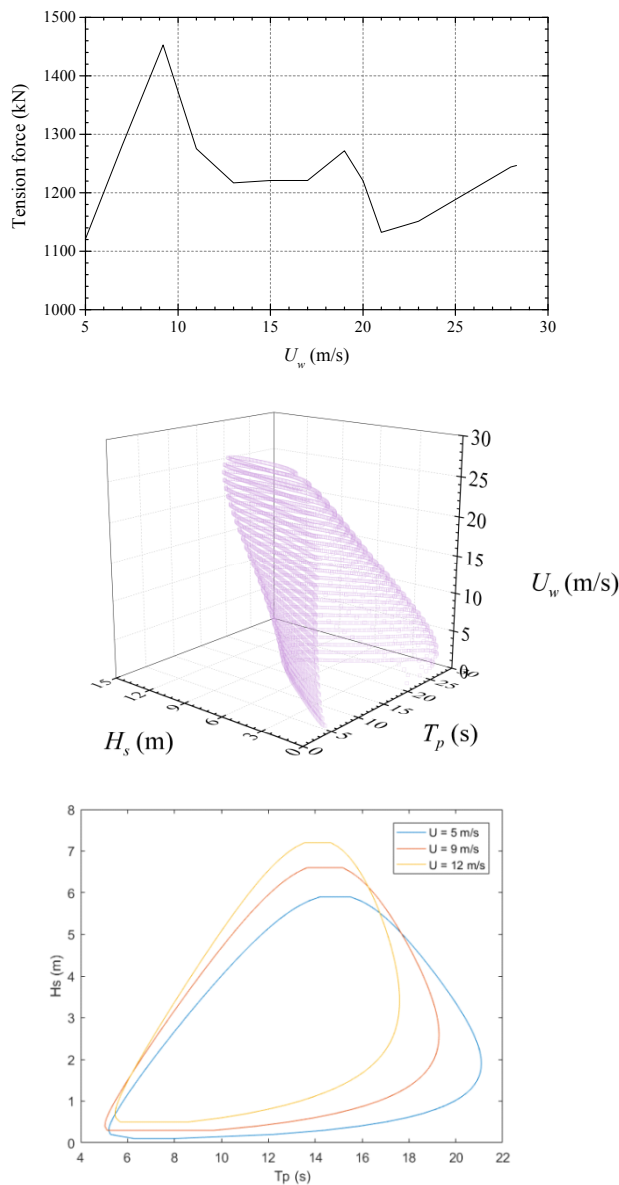 1500
1400
1300
1200
1100
1000
Tension force (kN)
5 10 15 20 25 30
U_w (m/s)
30
25
20
15
10
5
0
U_w (m/s)
15 12 9 6 3 0
H_s (m)
0 5 10 15 20 25 30
T_p (s)
8
7
6
5
4
3
2
1
0
Hs (m)
U = 5 m/s
U = 9 m/s
U = 12 m/s
4 6 8 10 12 14 16 18 20 22
Tp (s)